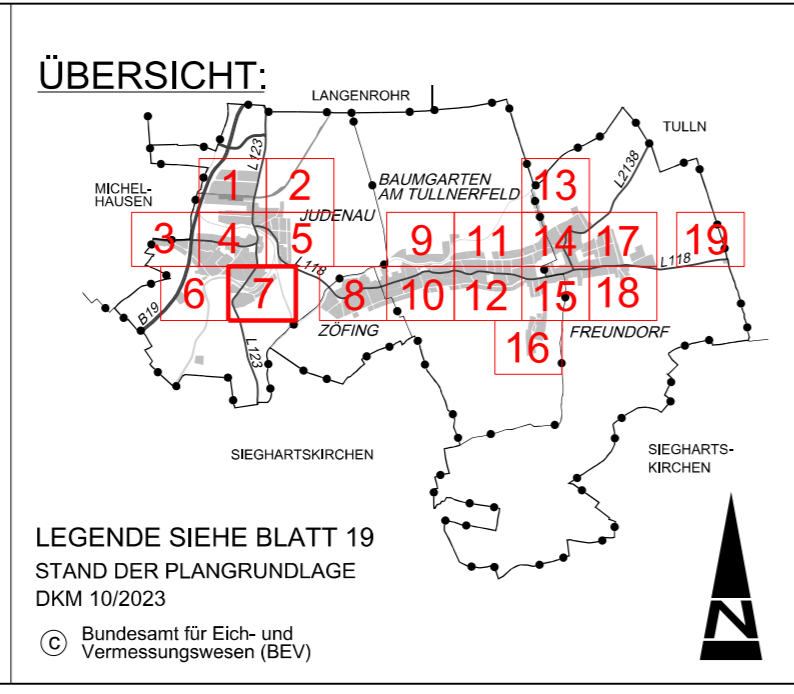 ÜBERSICHT:
LANGENROHR
TULLN
L123
L2138
MICHEL-
HAUSEN
BAUMGARTEN
AM TULLNERFELD
JUDENAU
1
2
13
3
4
5
9
11
14
17
19
L118
L118
6
7
8
10
12
15
18
B19
L123
ZÖFING
16
FREUNDORF
SIEGHARTSKIRCHEN
SIEGHARTS-
KIRCHEN
LEGENDE SIEHE BLATT 19
STAND DER PLANGRUNDLAGE
DKM 10/2023
C Bundesamt für Eich- und
Vermessungswesen (BEV)
N